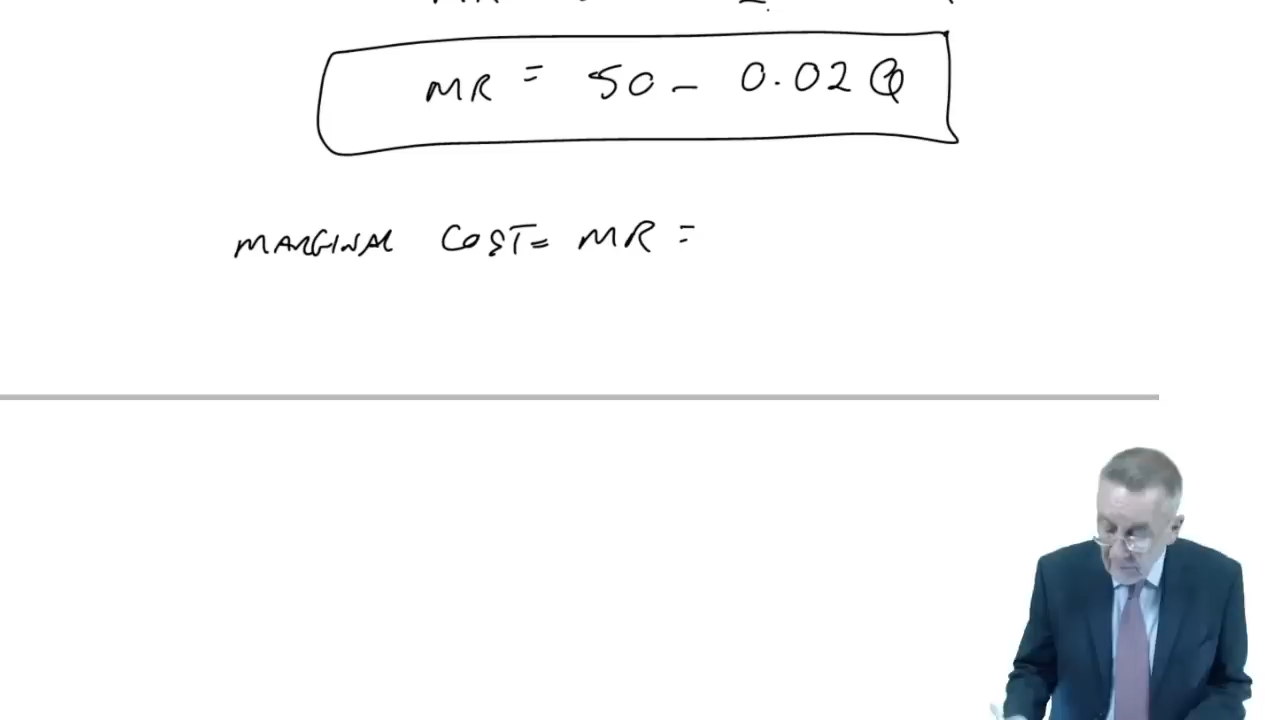 MR = 50 - 0.02Q
MARGINAL COST = MR =